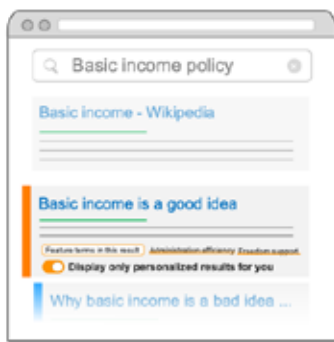 Basic income policy
Basic income - Wikipedia
Basic income is a good idea
Feature terms in this result Administration efficiency Freedom support
Display only personalized results for you
Why basic income is a bad idea ...